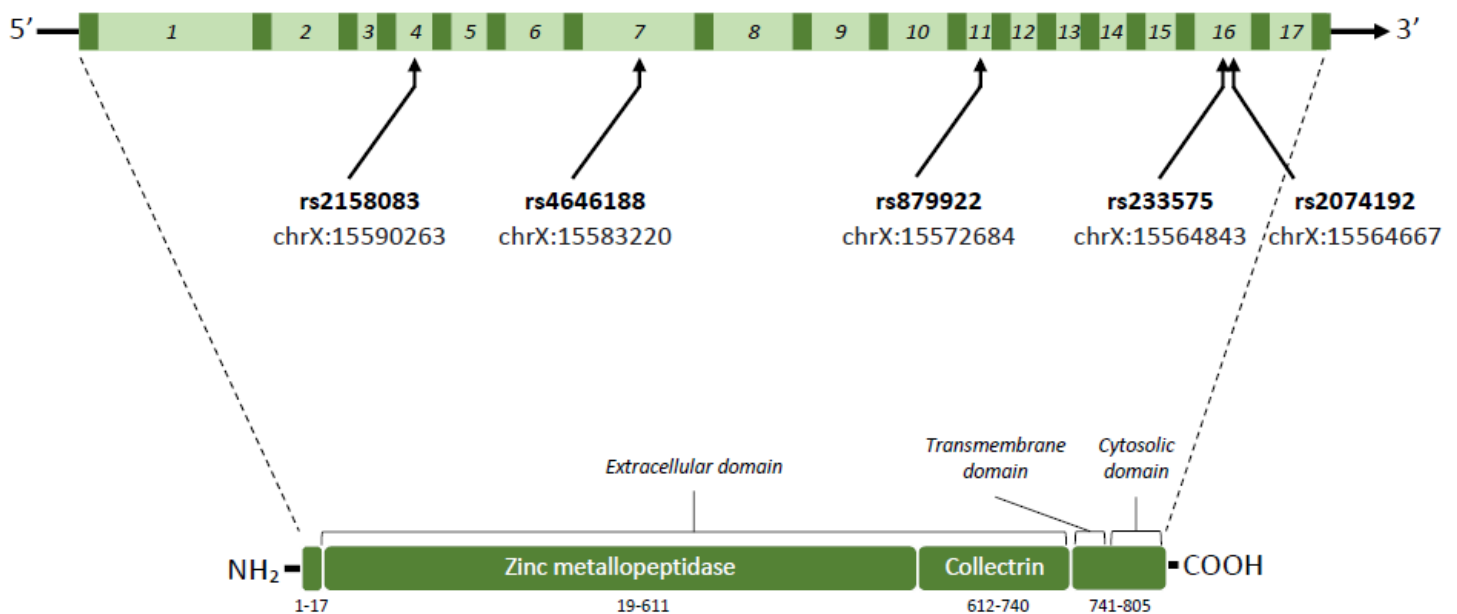 5’ 1 2 3 4 5 6 7 8 9 10 11 12 13 14 15 16 17 3’
rs2158083 rs4646188 rs879922 rs233575 rs2074192
chrX:15590263 chrX:15583220 chrX:15572684 chrX:15564843 chrX:15564667
Extracellular domain
Transmembrane
domain
Cytosolic
domain
NH₂ Zinc metallopeptidase Collectrin COOH
1-17 19-611 612-740 741-805